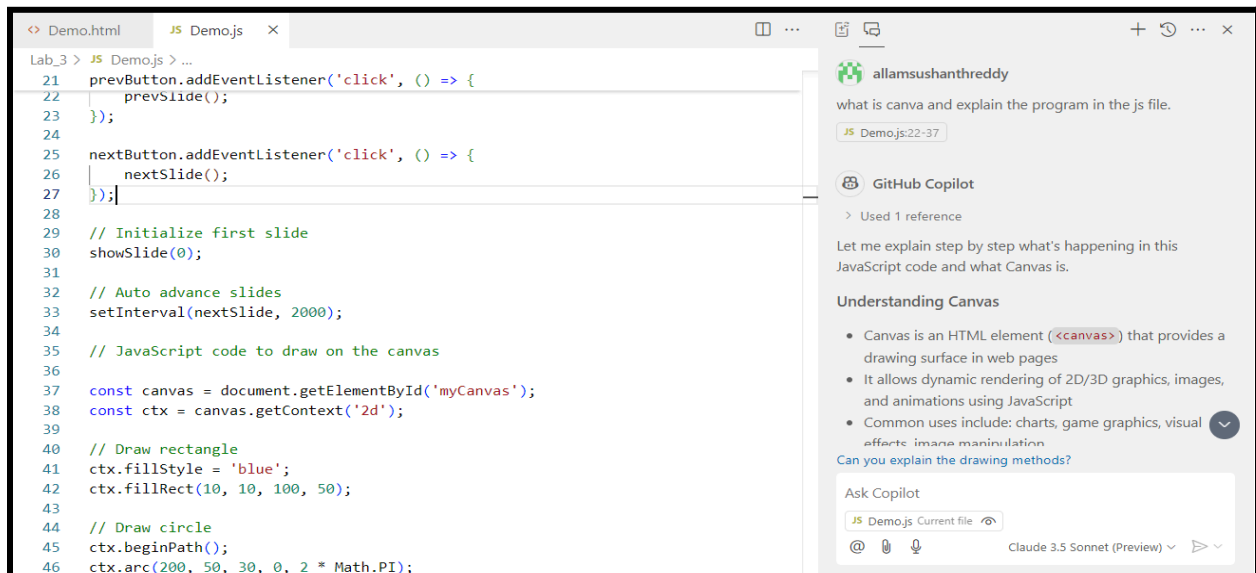 <> Demo.html
JS Demo.js ×
Lab_3 > JS Demo.js > ...
21 prevButton.addEventListener('click', () => {
22 prevSlide();
23 });
24
25 nextButton.addEventListener('click', () => {
26 nextSlide();
27 });
28
29 // Initialize first slide
30 showSlide(0);
31
32 // Auto advance slides
33 setInterval(nextSlide, 2000);
34
35 // JavaScript code to draw on the canvas
36
37 const canvas = document.getElementById('myCanvas');
38 const ctx = canvas.getContext('2d');
39
40 // Draw rectangle
41 ctx.fillStyle = 'blue';
42 ctx.fillRect(10, 10, 100, 50);
43
44 // Draw circle
45 ctx.beginPath();
46 ctx.arc(200, 50, 30, 0, 2 * Math.PI);
allamsushanthreddy
what is canva and explain the program in the js file.
JS Demo.js:22-37
GitHub Copilot
> Used 1 reference
Let me explain step by step what's happening in this
JavaScript code and what Canvas is.
Understanding Canvas
• Canvas is an HTML element (<canvas>) that provides a
drawing surface in web pages
• It allows dynamic rendering of 2D/3D graphics, images,
and animations using JavaScript
• Common uses include: charts, game graphics, visual
effects, image manipulation
Can you explain the drawing methods?
Ask Copilot
JS Demo.js Current file
@ Claude 3.5 Sonnet (Preview)